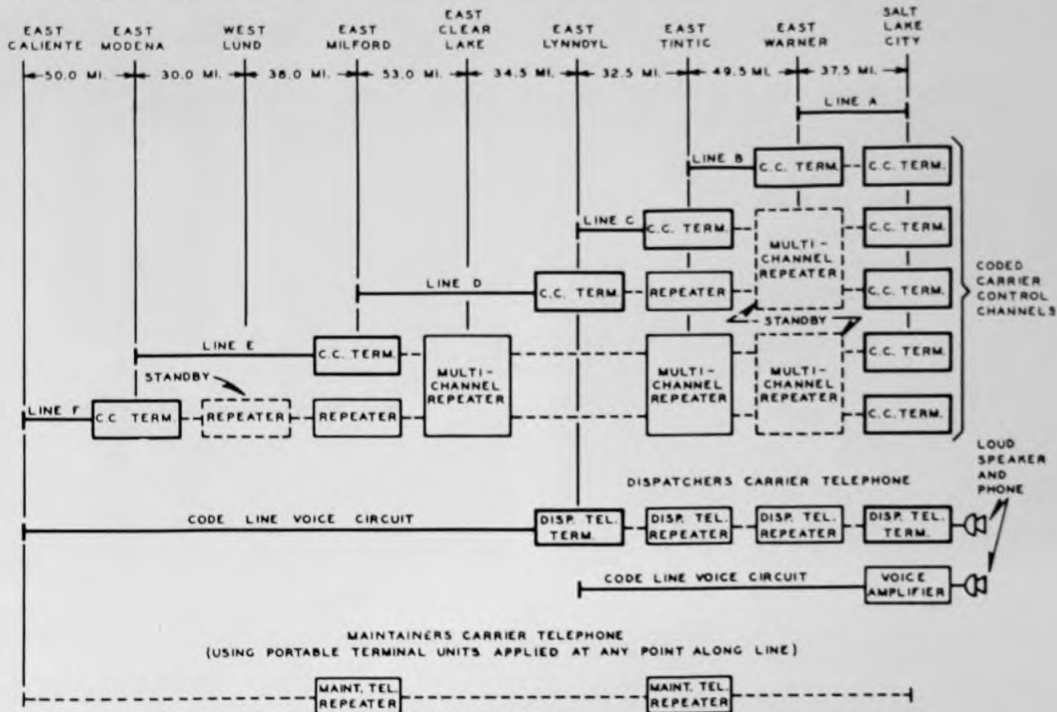 EAST CALIENTE
EAST MODENA
WEST LUND
EAST MILFORD
EAST CLEAR LAKE
EAST LYNNDYL
EAST TINTIC
EAST WARNER
SALT LAKE CITY
50.0 MI.
30.0 MI.
38.0 MI.
53.0 MI.
34.5 MI.
32.5 MI.
49.5 MI.
37.5 MI.
LINE A
LINE B
C.C. TERM.
C.C. TERM.
LINE C
C.C. TERM.
MULTI-
CHANNEL
REPEATER
C.C. TERM.
LINE D
C.C. TERM.
REPEATER
C.C. TERM.
CODED
CARRIER
CONTROL
CHANNELS
STANDBY
LINE E
C.C. TERM.
MULTI-
CHANNEL
REPEATER
MULTI-
CHANNEL
REPEATER
MULTI-
CHANNEL
REPEATER
C.C. TERM.
STANDBY
LINE F
C.C. TERM.
REPEATER
REPEATER
C.C. TERM.
LOUD
SPEAKER
AND
PHONE
DISPATCHERS CARRIER TELEPHONE
CODE LINE VOICE CIRCUIT
DISP. TEL.
TERM.
DISP. TEL.
REPEATER
DISP. TEL.
REPEATER
DISP. TEL.
TERM.
CODE LINE VOICE CIRCUIT
VOICE
AMPLIFIER
MAINTAINERS CARRIER TELEPHONE
(USING PORTABLE TERMINAL UNITS APPLIED AT ANY POINT ALONG LINE)
MAINT. TEL.
REPEATER
MAINT. TEL.
REPEATER